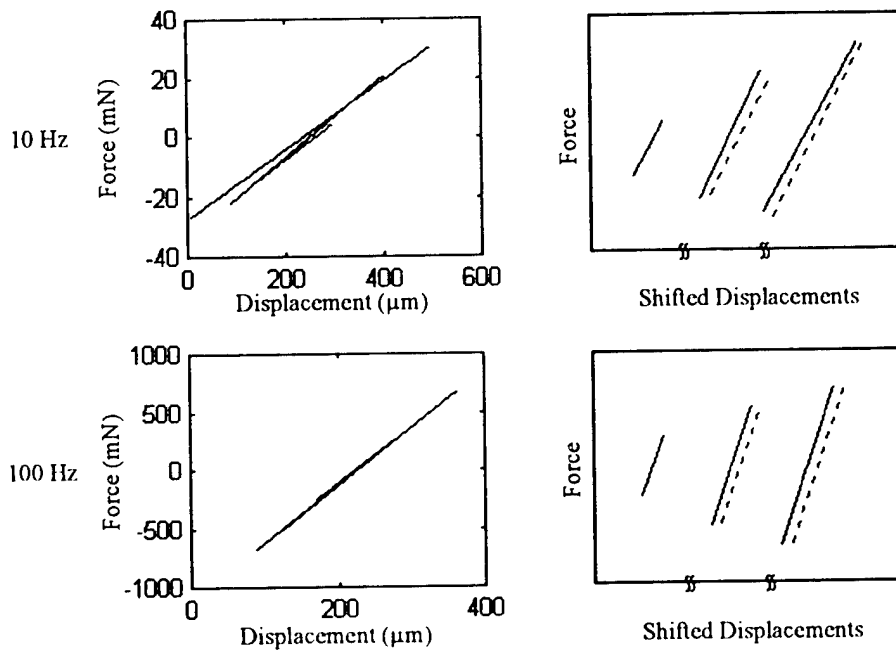 10 Hz
Force (mN)
40
20
0
-20
-40
0
200
400
600
Displacement (μm)
Force
Shifted Displacements
100 Hz
Force (mN)
1000
500
0
-500
-1000
0
200
400
Displacement (μm)
Force
Shifted Displacements